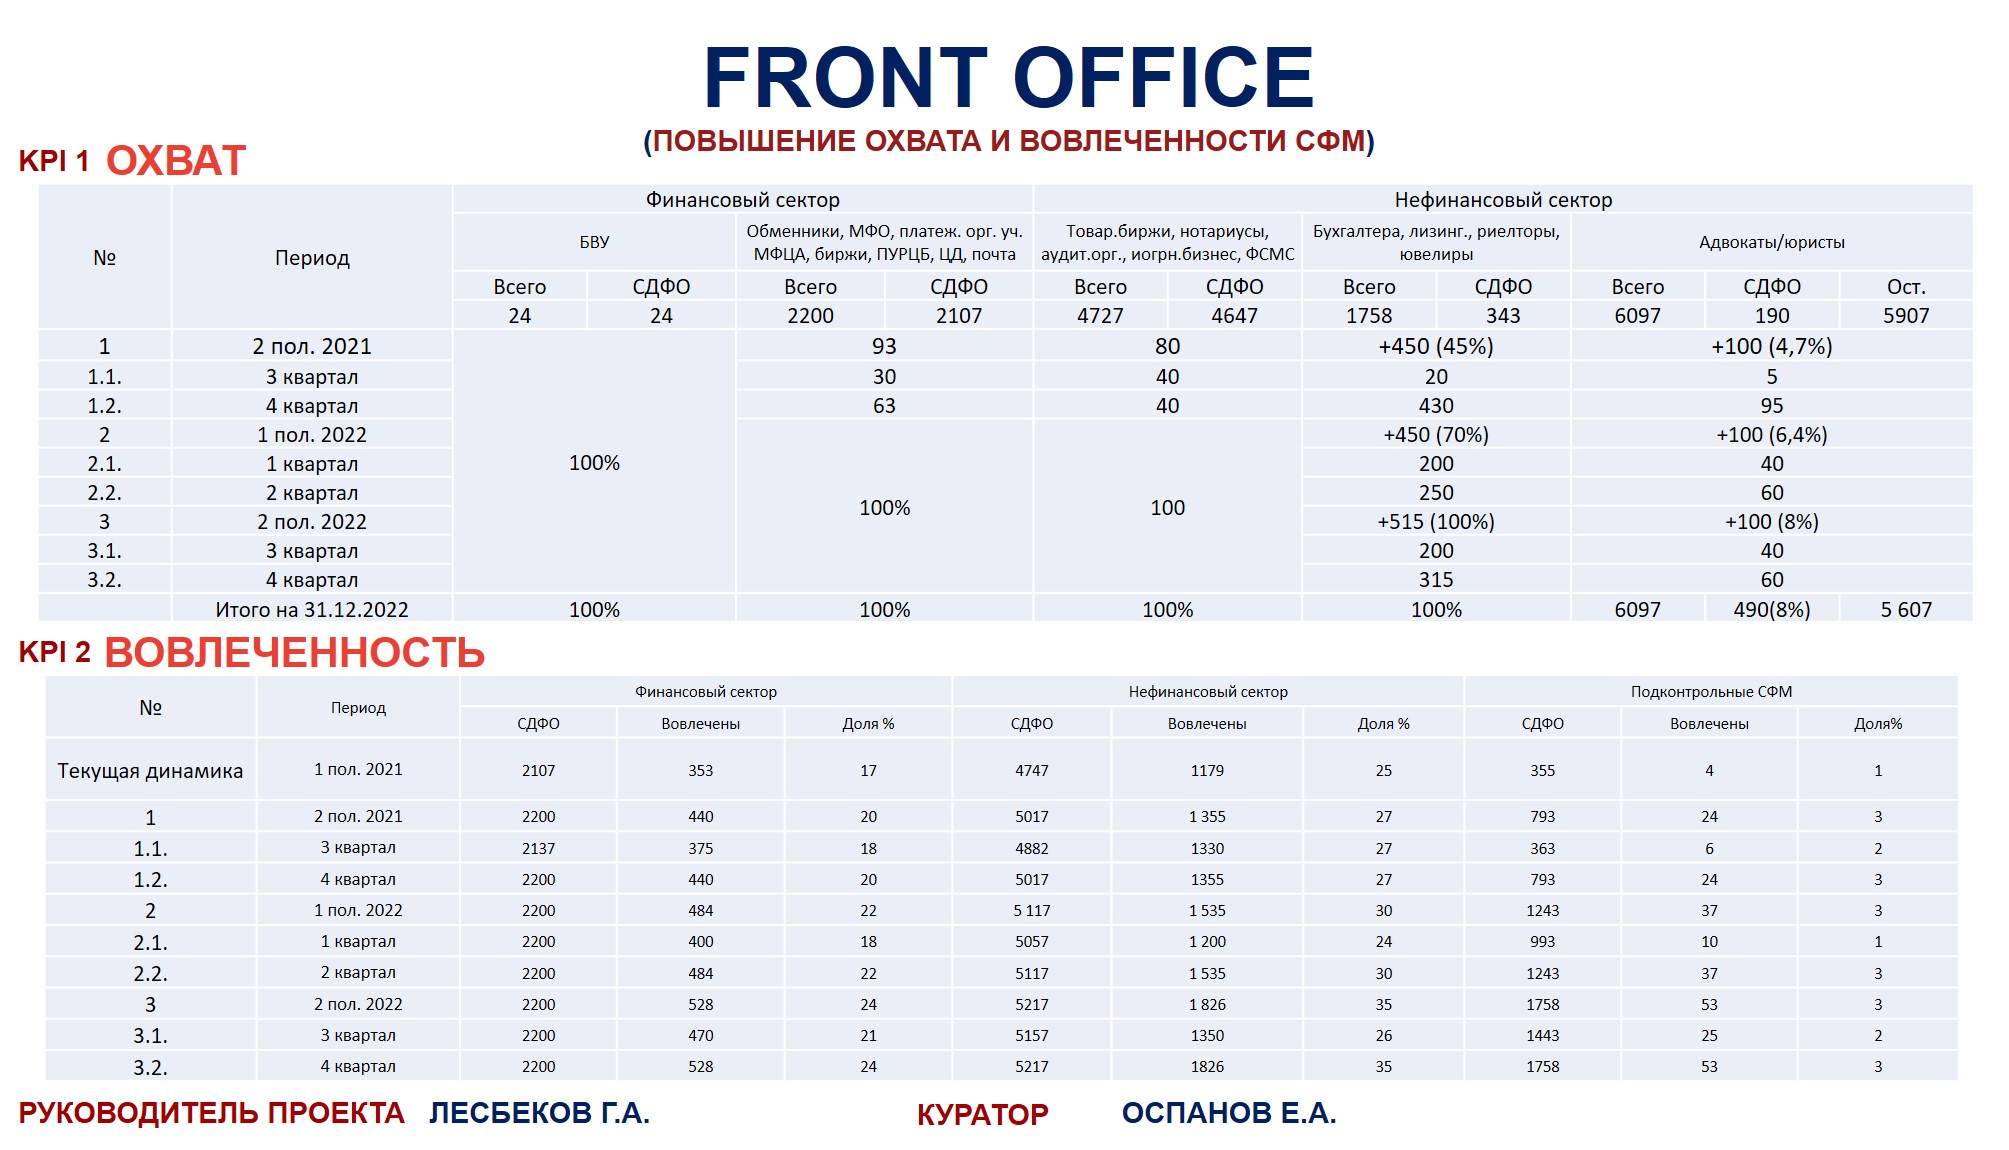 FRONT OFFICE
(ПОВЫШЕНИЕ ОХВАТА И ВОВЛЕЧЕННОСТИ СФМ)
KPI 1 ОХВАТ
№ Период Финансовый сектор Нефинансовый сектор
БВУ Обменники, МФО, платеж. орг. уч. МФЦА, биржи, ПУРЦБ, ЦД, почта Товар.биржи, нотариусы, аудит.орг., иогрн.бизнес, ФСМС Бухгалтера, лизинг., риелторы, ювелиры Адвокаты/юристы
Всего СДФО Всего СДФО Всего СДФО Всего СДФО Всего СДФО Ост.
24 24 2200 2107 4727 4647 1758 343 6097 190 5907
1 2 пол. 2021 93 80 +450 (45%) +100 (4,7%)
1.1. 3 квартал 30 40 20 5
1.2. 4 квартал 63 40 430 95
2 1 пол. 2022 +450 (70%) +100 (6,4%)
2.1. 1 квартал 100% 200 40
2.2. 2 квартал 100% 100 250 60
3 2 пол. 2022 +515 (100%) +100 (8%)
3.1. 3 квартал 200 40
3.2. 4 квартал 315 60
Итого на 31.12.2022 100% 100% 100% 100% 6097 490(8%) 5 607
KPI 2 ВОВЛЕЧЕННОСТЬ
№ Период Финансовый сектор Нефинансовый сектор Подконтрольные СФМ
СДФО Вовлечены Доля % СДФО Вовлечены Доля % СДФО Вовлечены Доля%
Текущая динамика 1 пол. 2021 2107 353 17 4747 1179 25 355 4 1
1 2 пол. 2021 2200 440 20 5017 1 355 27 793 24 3
1.1. 3 квартал 2137 375 18 4882 1330 27 363 6 2
1.2. 4 квартал 2200 440 20 5017 1355 27 793 24 3
2 1 пол. 2022 2200 484 22 5 117 1 535 30 1243 37 3
2.1. 1 квартал 2200 400 18 5057 1 200 24 993 10 1
2.2. 2 квартал 2200 484 22 5117 1 535 30 1243 37 3
3 2 пол. 2022 2200 528 24 5217 1 826 35 1758 53 3
3.1. 3 квартал 2200 470 21 5157 1350 26 1443 25 2
3.2. 4 квартал 2200 528 24 5217 1826 35 1758 53 3
РУКОВОДИТЕЛЬ ПРОЕКТА ЛЕСБЕКОВ Г.А. КУРАТОР ОСПАНОВ Е.А.